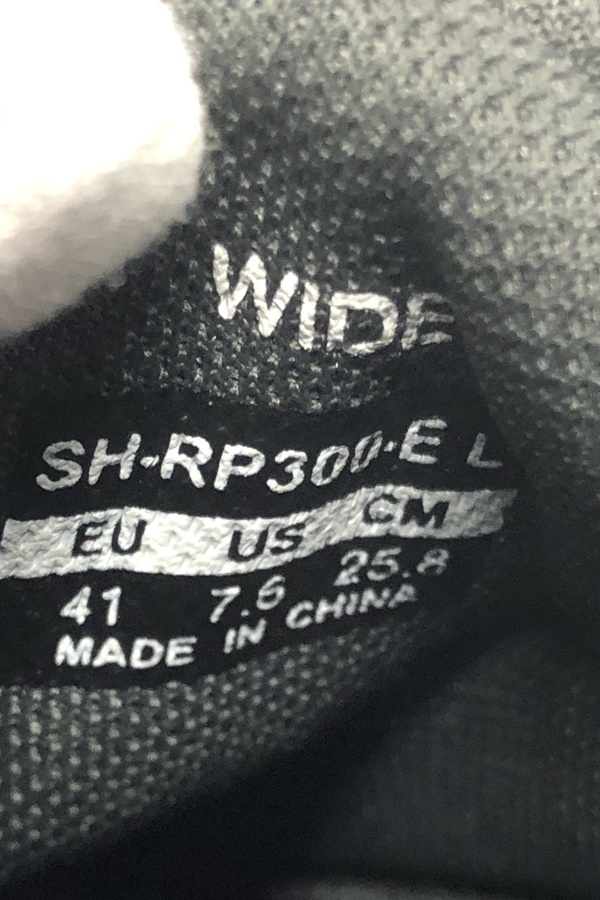 WIDE
SH-RP300-E L
EU US CM
41 7.6 25.8
MADE IN CHINA